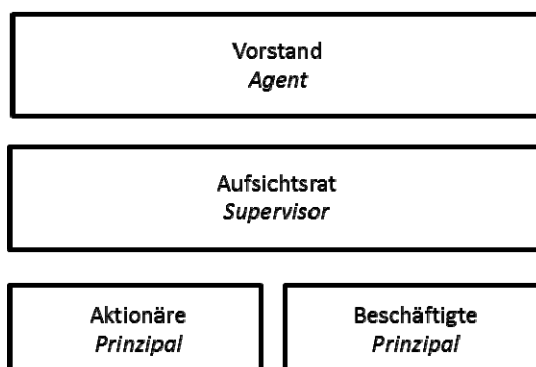 Vorstand
Agent
Aufsichtsrat
Supervisor
Aktionäre
Prinzipal
Beschäftigte
Prinzipal